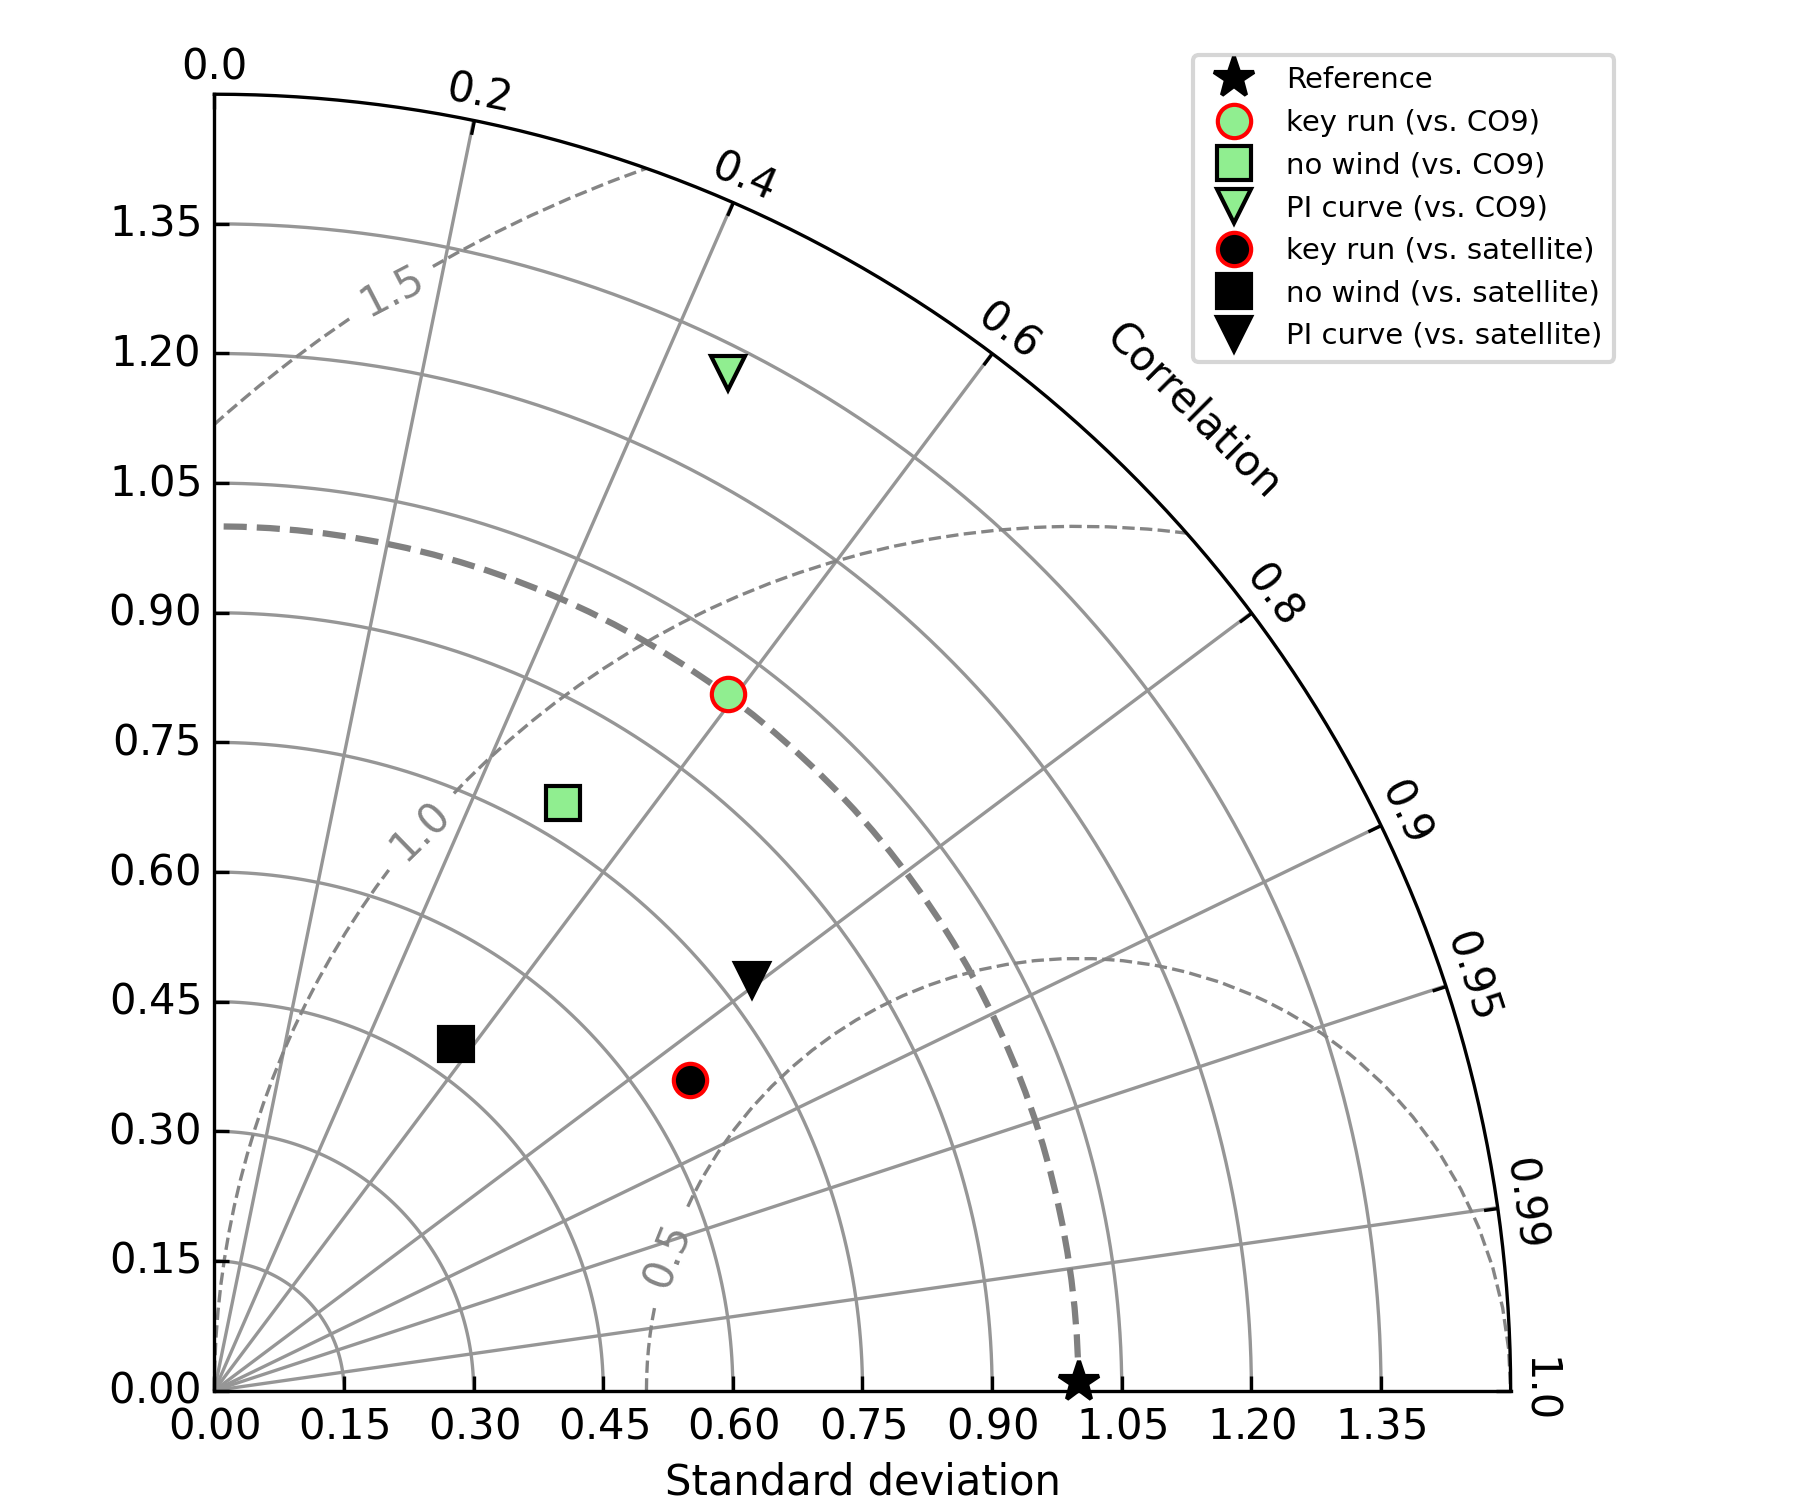 0.0
0.2
0.4
0.6
0.8
0.9
0.95
0.99
1.0
Correlation
Reference
key run (vs. CO9)
no wind (vs. CO9)
PI curve (vs. CO9)
key run (vs. satellite)
no wind (vs. satellite)
PI curve (vs. satellite)
1.35
1.20
1.05
0.90
0.75
0.60
0.45
0.30
0.15
0.00
1.5
1.0
0.5
0.00 0.15 0.30 0.45 0.60 0.75 0.90 1.05 1.20 1.35
Standard deviation